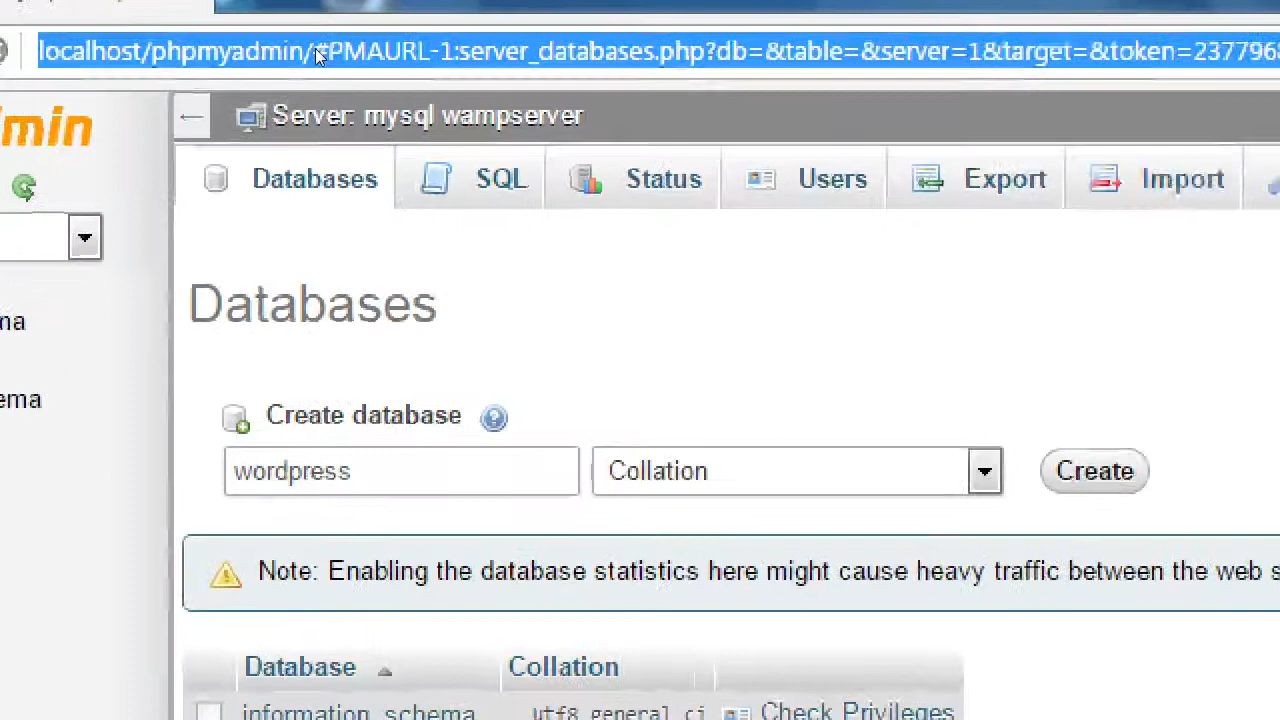 localhost/phpmyadmin/#PMAURL-1:server_databases.php?db=&table=&server=1&target=&token=237796
min
Server: mysql wampserver
Databases
SQL
Status
Users
Export
Import
na
ema
Databases
Create database
wordpress
Collation
Create
Note: Enabling the database statistics here might cause heavy traffic between the web s
Database
Collation
information_schema
utf8_general_ci
Check Privileges